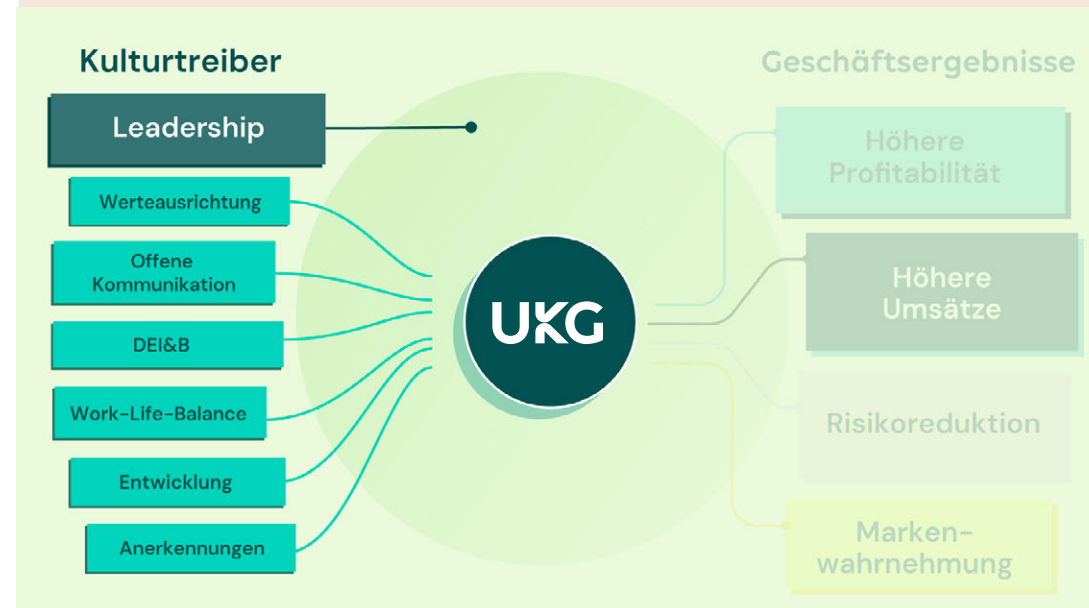 Kulturtreiber
Leadership
Werteausrichtung
Offene
Kommunikation
DEI&B
Work-Life-Balance
Entwicklung
Anerkennungen
UKG
Geschäftsergebnisse
Höhere
Profitabilität
Höhere
Umsätze
Risikoreduktion
Marken-
wahrnehmung